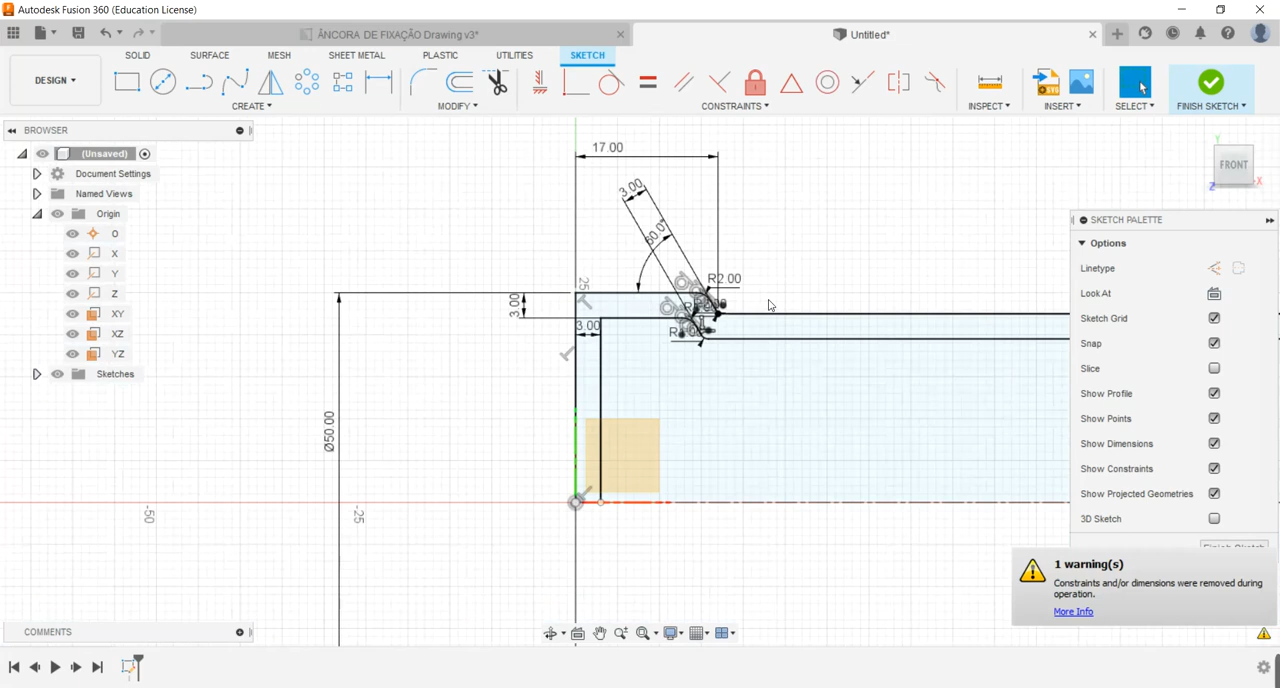 Autodesk Fusion 360 (Education License)
ÂNCORA DE FIXAÇÃO Drawing v3*
Untitled*
SOLID
SURFACE
MESH
SHEET METAL
PLASTIC
UTILITIES
SKETCH
DESIGN
CREATE
MODIFY
CONSTRAINTS
INSPECT
INSERT
SELECT
FINISH SKETCH
BROWSER
(Unsaved)
Document Settings
Named Views
Origin
O
X
Y
Z
XY
XZ
YZ
Sketches
17.00
3.00
60.0°
R2.00
25
3.00
3.00
Ø50.00
-50
-25
FRONT
Y
X
Z
SKETCH PALETTE
Options
Linetype
Look At
Sketch Grid
Snap
Slice
Show Profile
Show Points
Show Dimensions
Show Constraints
Show Projected Geometries
3D Sketch
Finish Sketch
1 warning(s)
Constraints and/or dimensions were removed during
operation.
More Info
COMMENTS